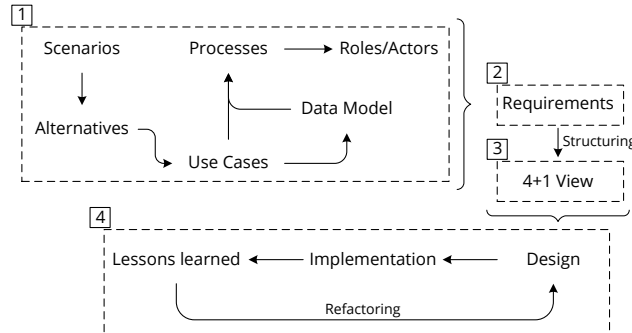 1
Scenarios
Processes
Roles/Actors
Alternatives
Data Model
Use Cases
2
Requirements
Structuring
3
4+1 View
4
Lessons learned
Implementation
Design
Refactoring